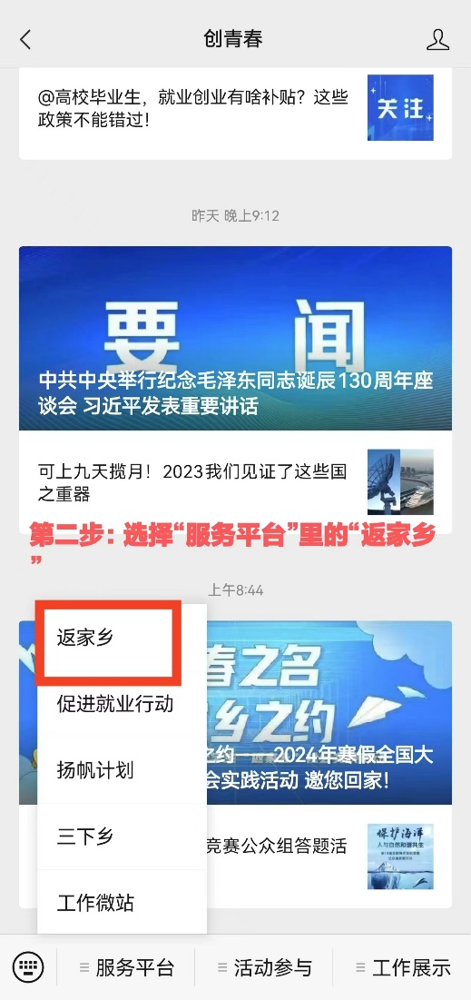 创青春
@高校毕业生，就业创业有啥补贴？这些
政策不能错过！
关注
昨天 晚上9:12
要闻
中共中央举行纪念毛泽东同志诞辰130周年座
谈会 习近平发表重要讲话
可上九天揽月！2023我们见证了这些国
之重器
第二步：选择“服务平台”里的“返家乡
”
上午8:44
春之名
乡之约
之约——2024年寒假全国大
会实践活动 邀您回家！
返家乡
促进就业行动
扬帆计划
三下乡
工作微站
竞赛公众组答题活
保护海洋
人与自然和谐共生
服务平台
活动参与
工作展示